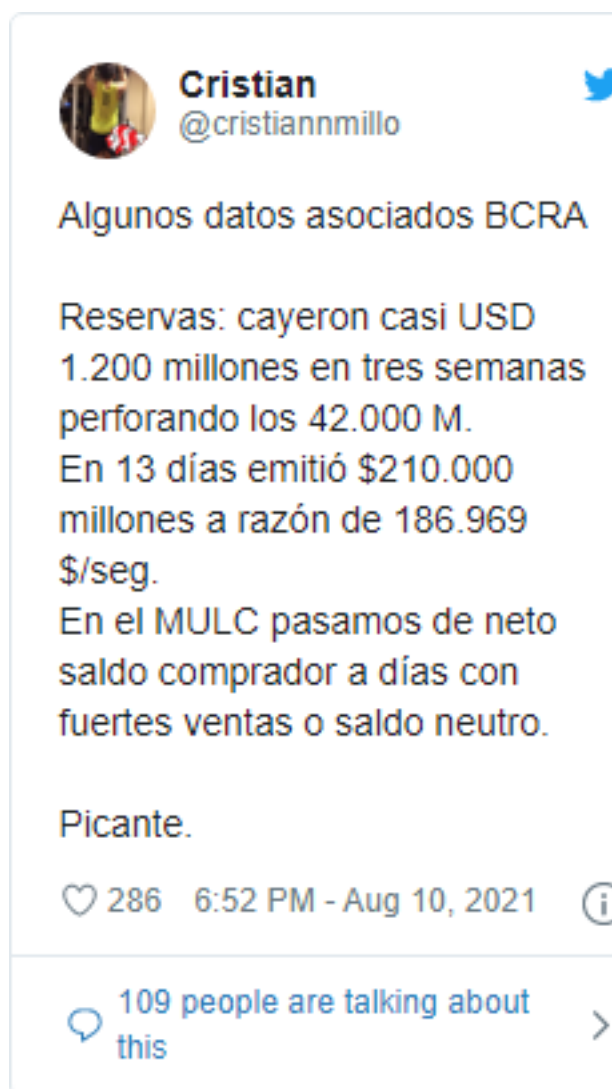 Cristian
@cristiannmillo
Algunos datos asociados BCRA
Reservas: cayeron casi USD
1.200 millones en tres semanas
perforando los 42.000 M.
En 13 días emitió $210.000
millones a razón de 186.969
$/seg.
En el MULC pasamos de neto
saldo comprador a días con
fuertes ventas o saldo neutro.
Picante.
286 6:52 PM - Aug 10, 2021
109 people are talking about
this